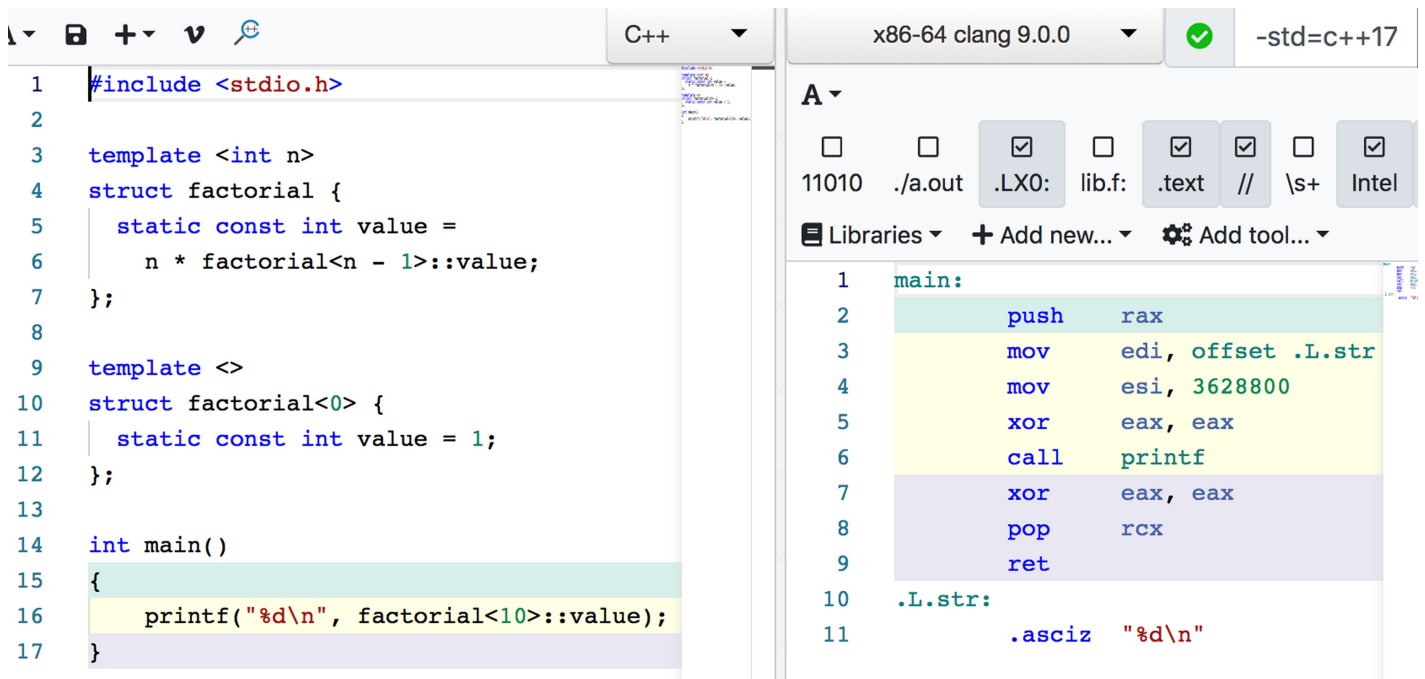 C++
x86-64 clang 9.0.0
-std=c++17
1 #include <stdio.h>
2
3 template <int n>
4 struct factorial {
5 static const int value =
6 n * factorial<n - 1>::value;
7 };
8
9 template <>
10 struct factorial<0> {
11 static const int value = 1;
12 };
13
14 int main()
15 {
16 printf("%d\n", factorial<10>::value);
17 }
A
11010 ./a.out .LX0: lib.f: .text // \s+ Intel
Libraries + Add new... Add tool...
1 main:
2 push rax
3 mov edi, offset .L.str
4 mov esi, 3628800
5 xor eax, eax
6 call printf
7 xor eax, eax
8 pop rcx
9 ret
10 .L.str:
11 .asciz "%d\n"